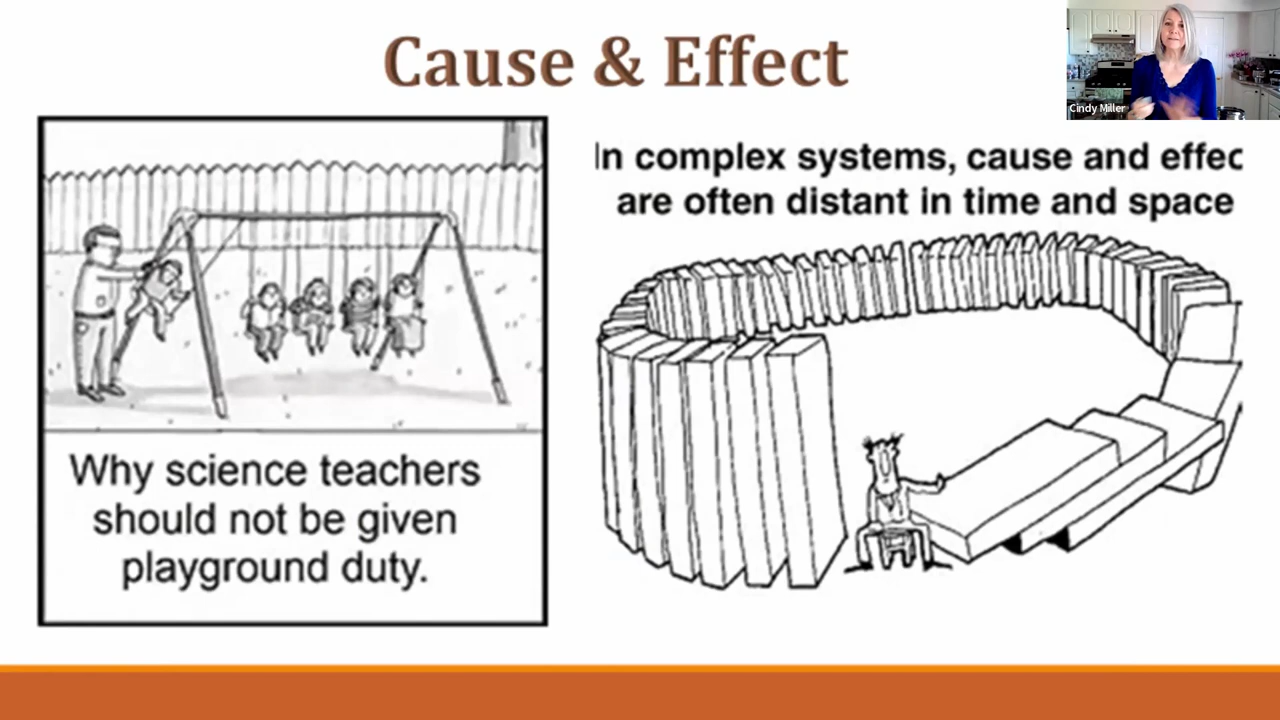 Cause & Effect
Cindy Miller
Why science teachers
should not be given
playground duty.
In complex systems, cause and effec
are often distant in time and space